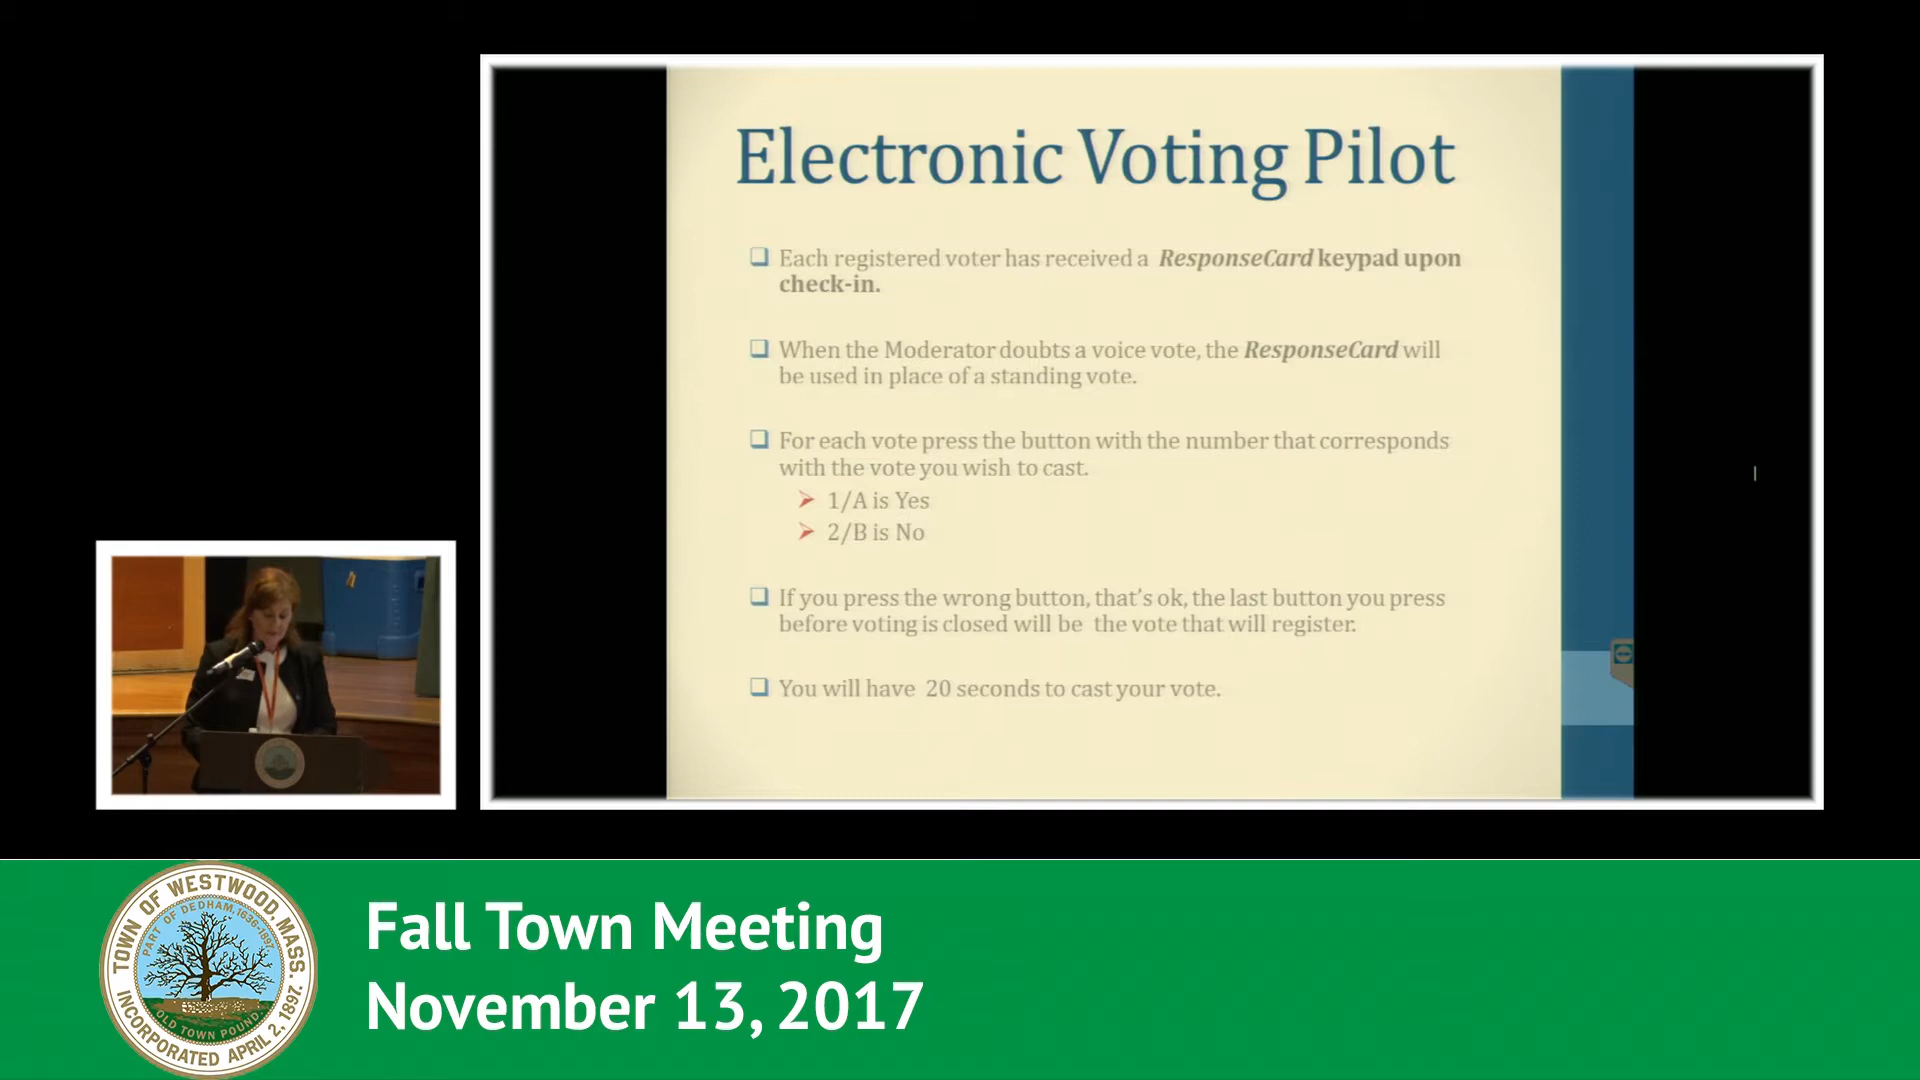 Electronic Voting Pilot
❑ Each registered voter has received a ResponseCard keypad upon
check-in.
❑ When the Moderator doubts a voice vote, the ResponseCard will
be used in place of a standing vote.
❑ For each vote press the button with the number that corresponds
with the vote you wish to cast.
➢ 1/A is Yes
➢ 2/B is No
❑ If you press the wrong button, that's ok, the last button you press
before voting is closed will be the vote that will register.
❑ You will have 20 seconds to cast your vote.
TOWN OF WESTWOOD, MASS.
PART OF DEDHAM, 1636-1897.
OLD TOWN POUND.
INCORPORATED APRIL 2, 1897.
Fall Town Meeting
November 13, 2017